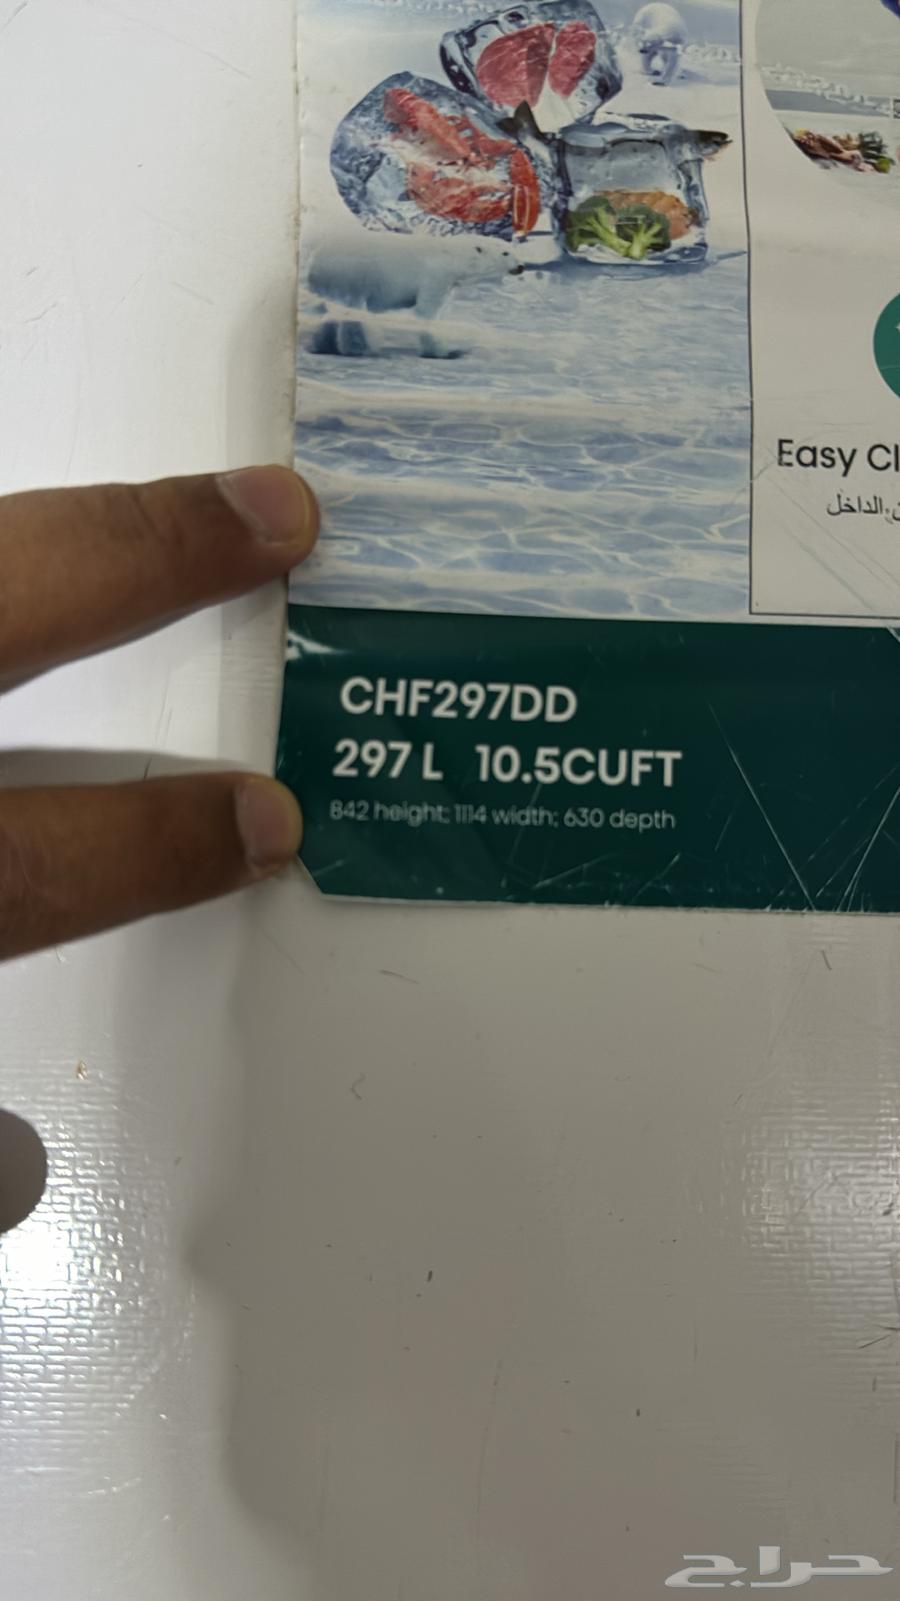 Easy Cl
الداخل
CHF297DD
297 L 10.5CUFT
842 height; 1114 width; 630 depth
حراج